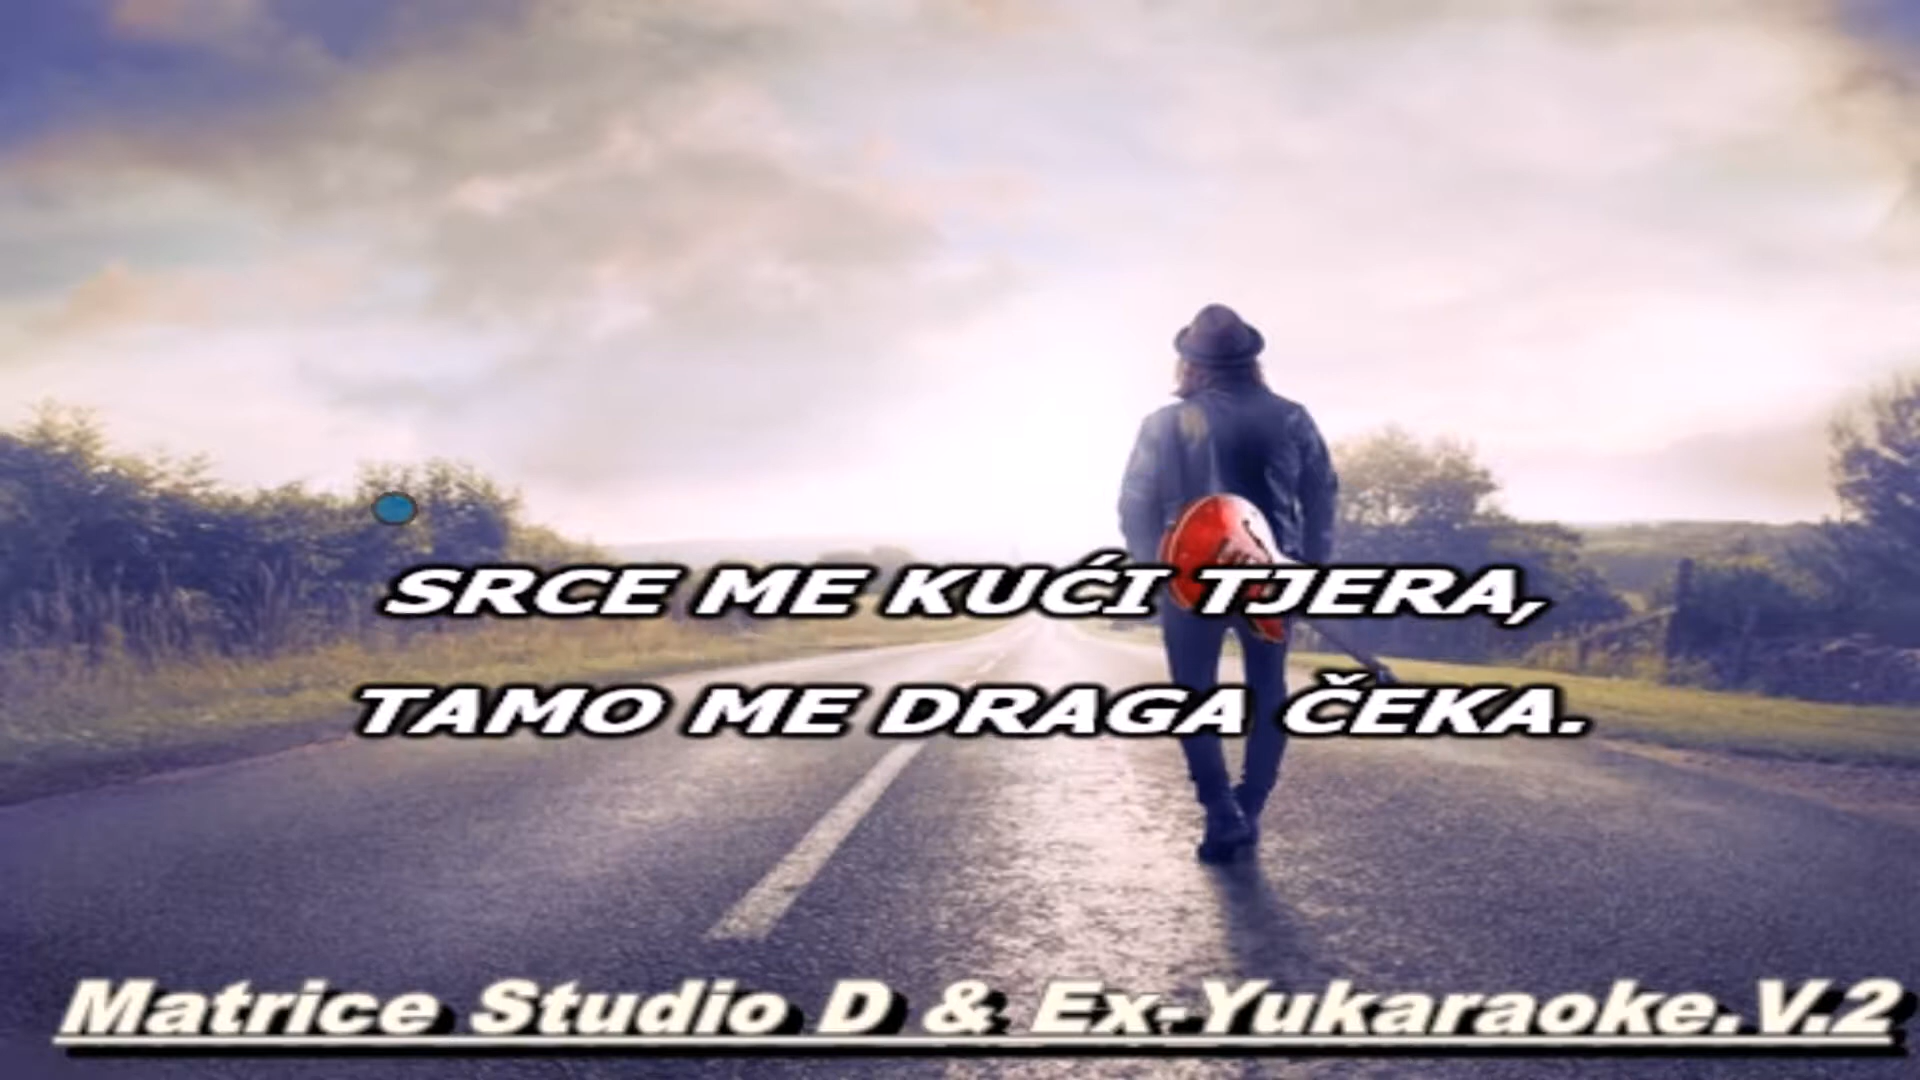 SRCE ME KUĆI TJERA,
TAMO ME DRAGA ČEKA.
Matrice Studio D & Ex-Yukaraoke.V.2